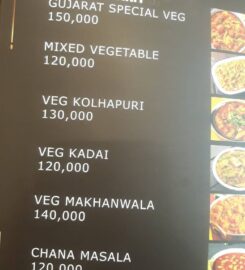 GUJARAT SPECIAL VEG
150,000
MIXED VEGETABLE
120,000
VEG KOLHAPURI
130,000
VEG KADAI
120,000
VEG MAKHANWALA
140,000
CHANA MASALA
120,000